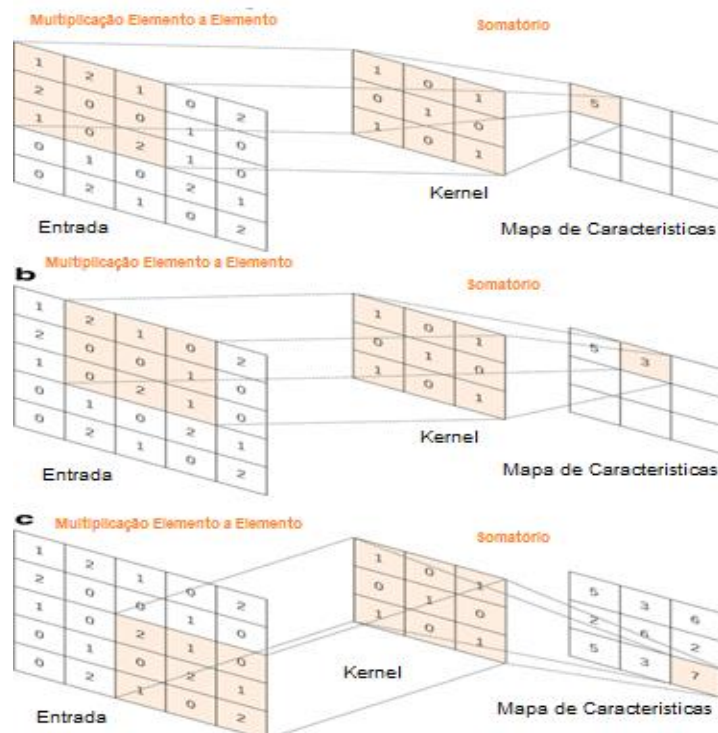 Multiplicação Elemento a Elemento
Somatório
1 2 1 0 2
2 0 0 1 0
1 0 2 1 0
0 1 0 2 1
0 2 1 0 2
1 0 1
0 1 0
1 0 1
5
Entrada
Kernel
Mapa de Caracteristicas
b
Multiplicação Elemento a Elemento
Somatório
1 2 1 0 2
2 0 0 1 0
1 0 2 1 0
0 1 0 2 1
0 2 1 0 2
1 0 1
0 1 0
1 0 1
5 3
Entrada
Kernel
Mapa de Caracteristicas
c
Multiplicação Elemento a Elemento
Somatório
1 2 1 0 2
2 0 0 1 0
1 0 2 1 0
0 1 0 2 1
0 2 1 0 2
1 0 1
0 1 0
1 0 1
5 3 6
2 6 2
5 3 7
Entrada
Kernel
Mapa de Caracteristicas